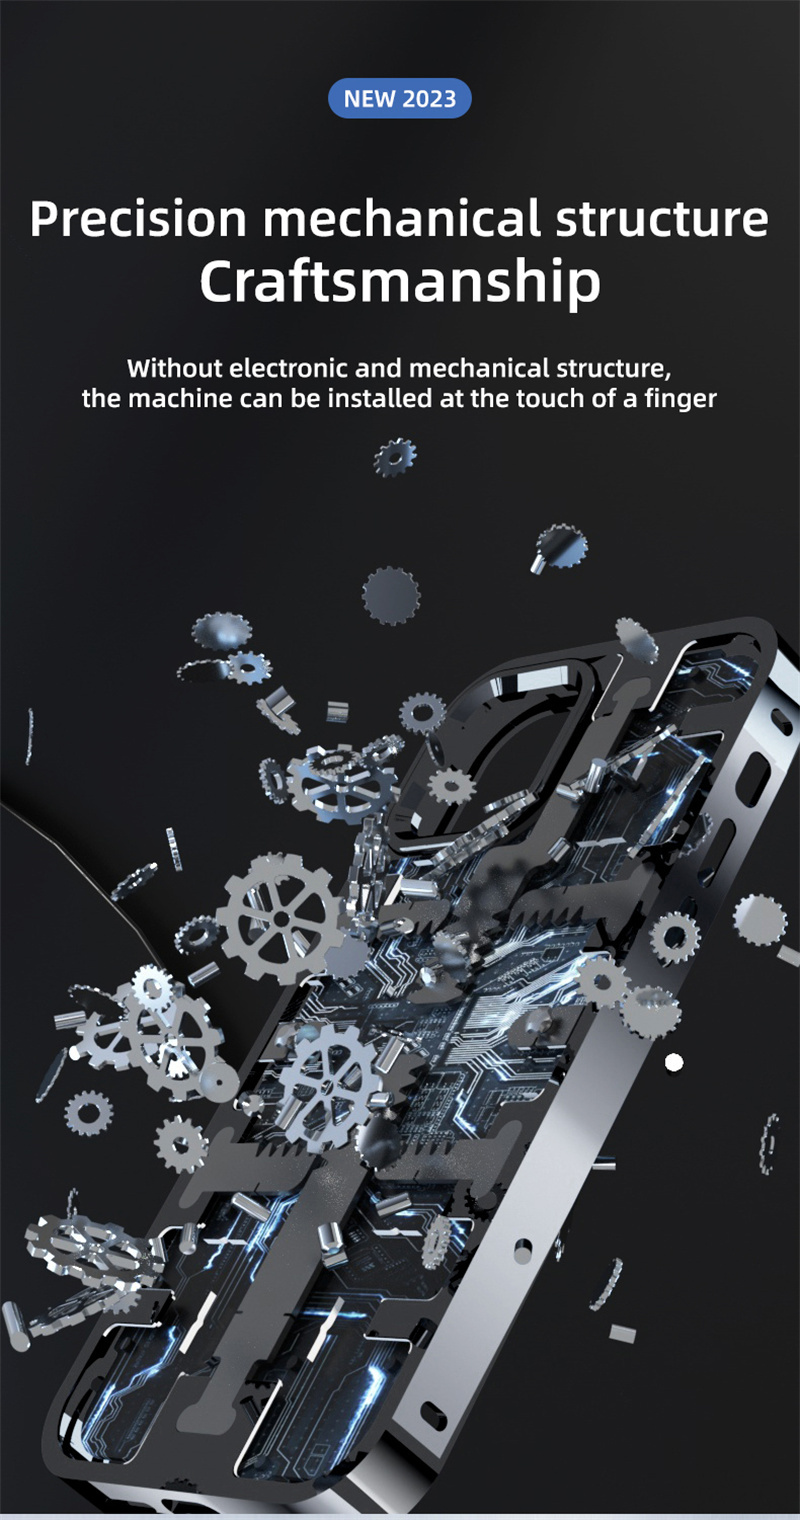 NEW 2023
Precision mechanical structure
Craftsmanship
Without electronic and mechanical structure,
the machine can be installed at the touch of a finger